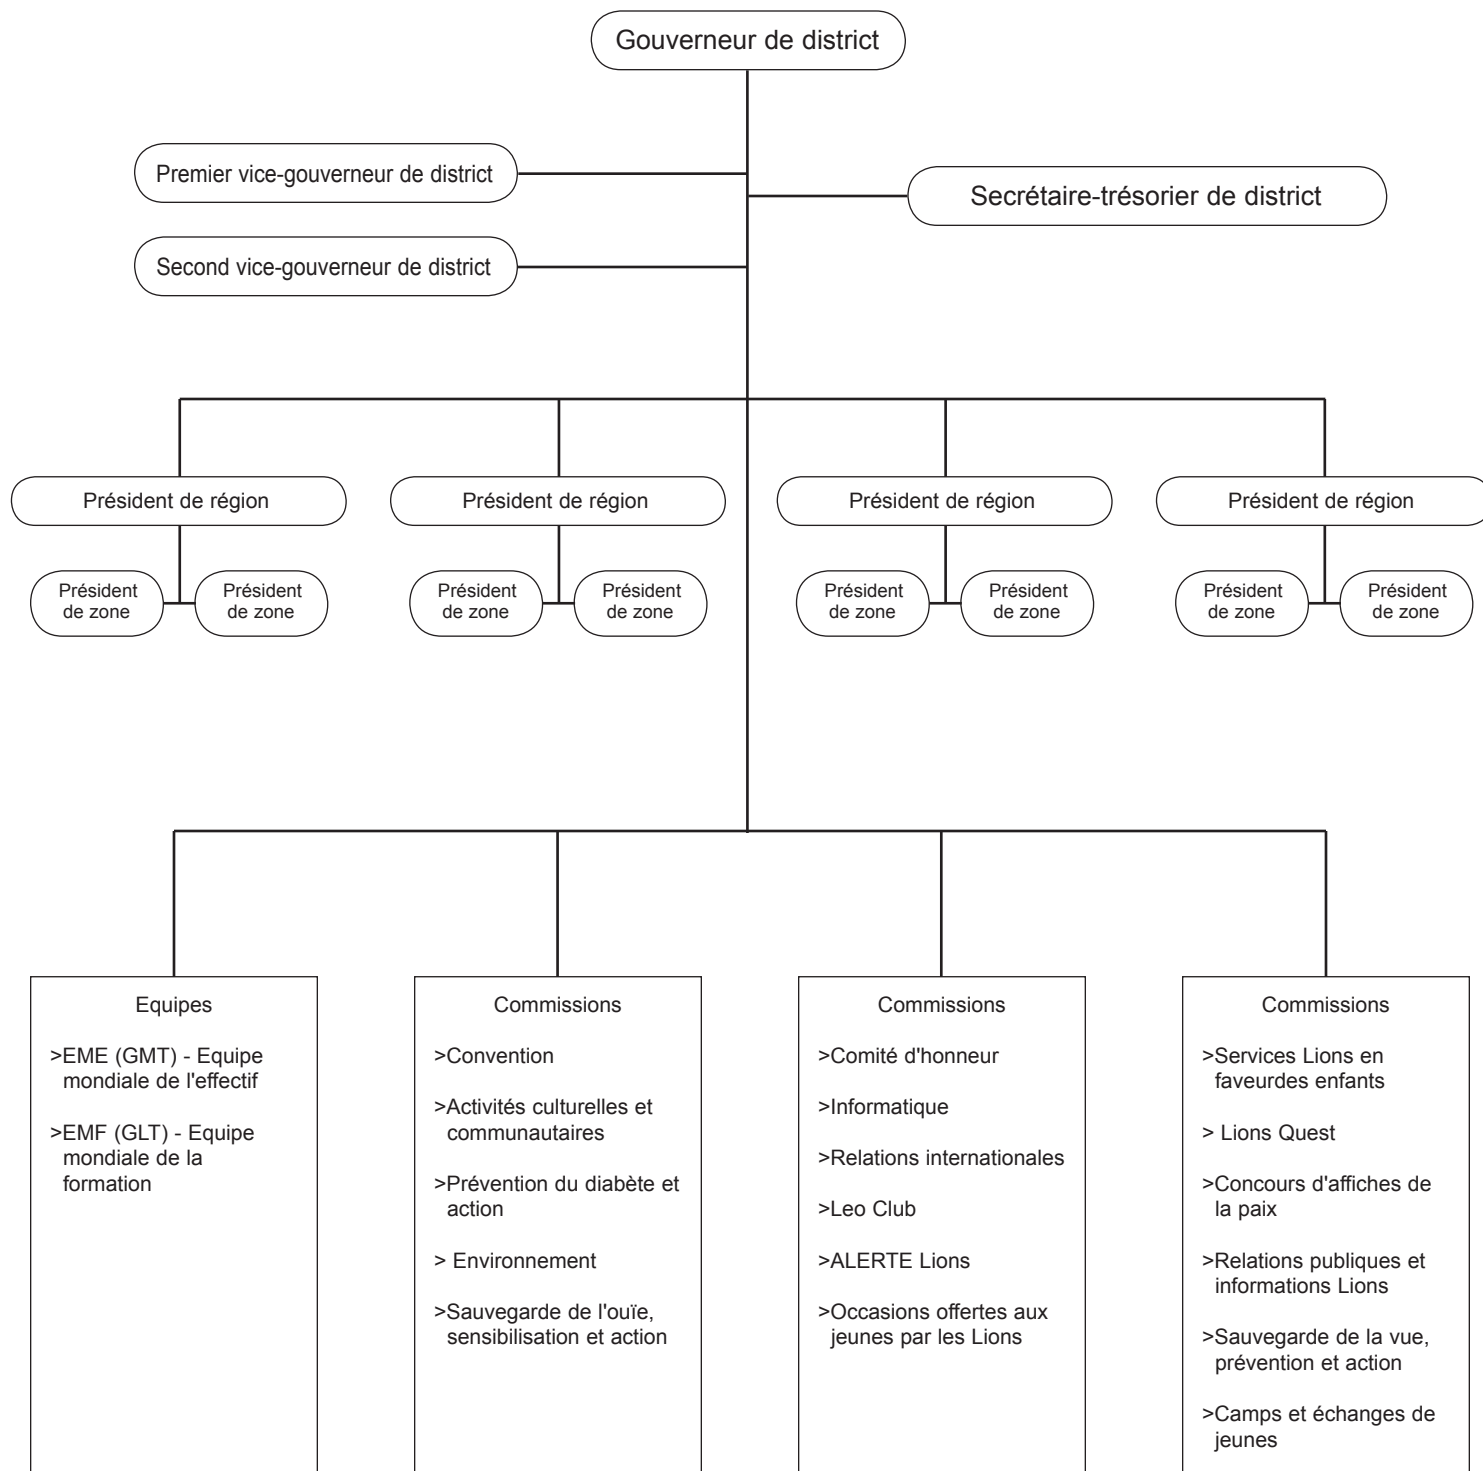 Gouverneur de district
Premier vice-gouverneur de district
Secrétaire-trésorier de district
Second vice-gouverneur de district
Président de région
Président de région
Président de région
Président de région
Président
de zone
Président
de zone
Président
de zone
Président
de zone
Président
de zone
Président
de zone
Président
de zone
Président
de zone
Equipes
>EME (GMT) - Equipe
mondiale de l'effectif
>EMF (GLT) - Equipe
mondiale de la
formation
Commissions
>Convention
>Activités culturelles et
communautaires
>Prévention du diabète et
action
> Environnement
>Sauvegarde de l'ouïe,
sensibilisation et action
Commissions
>Comité d'honneur
>Informatique
>Relations internationales
>Leo Club
>ALERTE Lions
>Occasions offertes aux
jeunes par les Lions
Commissions
>Services Lions en
faveurdes enfants
> Lions Quest
>Concours d'affiches de
la paix
>Relations publiques et
informations Lions
>Sauvegarde de la vue,
prévention et action
>Camps et échanges de
jeunes